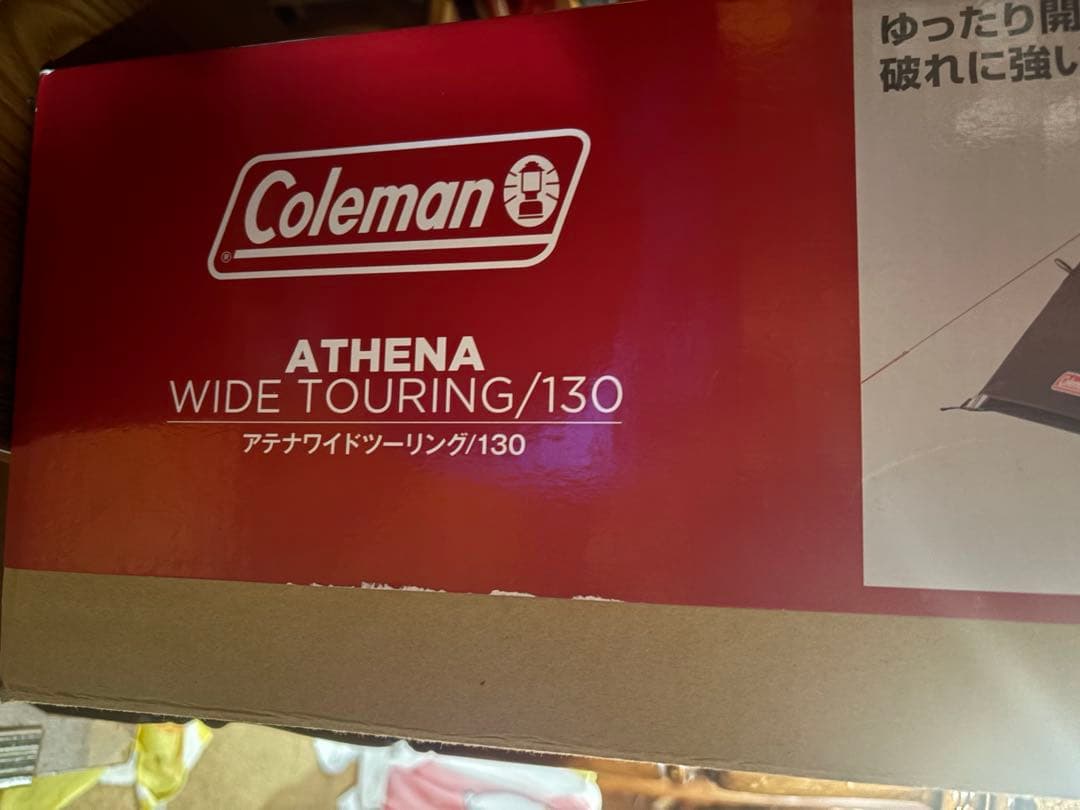 Coleman
®
ATHENA
WIDE TOURING/130
アテナワイドツーリング/130
ゆったり開
破れに強い